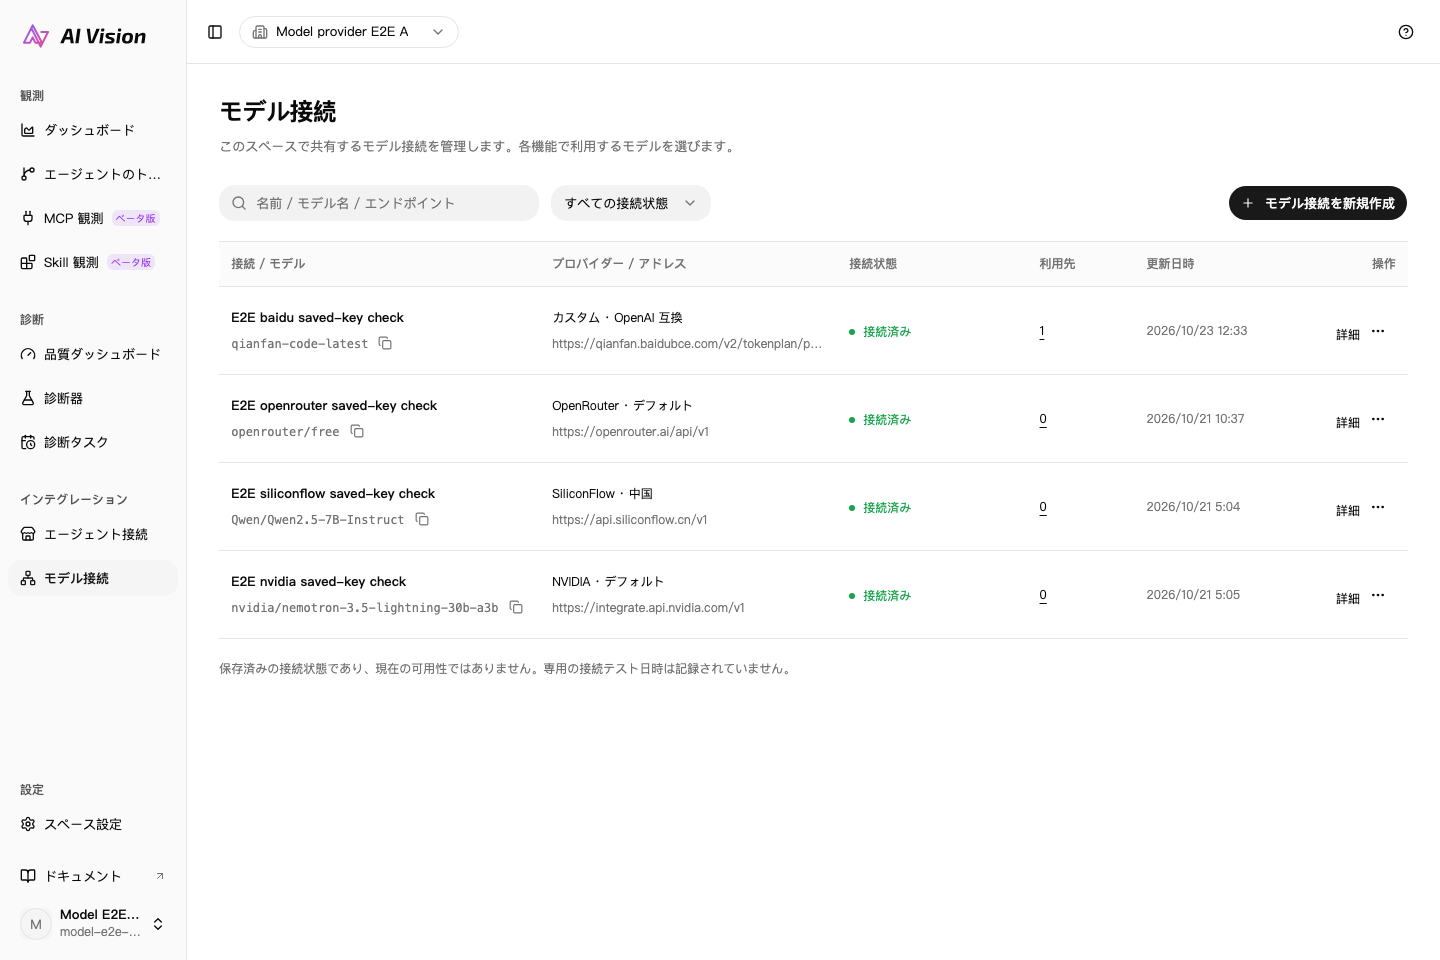 AI Vision
Model provider E2E A
観測
ダッシュボード
エージェントのト...
MCP 観測 ベータ版
Skill 観測 ベータ版
診断
品質ダッシュボード
診断器
診断タスク
インテグレーション
エージェント接続
モデル接続
設定
スペース設定
ドキュメント
M
Model E2E...
model-e2e-...
モデル接続
このスペースで共有するモデル接続を管理します。各機能で利用するモデルを選びます。
名前 / モデル名 / エンドポイント
すべての接続状態
モデル接続を新規作成
接続 / モデル プロバイダー / アドレス 接続状態 利用先 更新日時 操作
E2E baidu saved-key check カスタム・OpenAI 互換
qianfan-code-latest https://qianfan.baidubce.com/v2/tokenplan/p... 接続済み 1 2026/10/23 12:33 詳細
E2E openrouter saved-key check OpenRouter・デフォルト
openrouter/free https://openrouter.ai/api/v1 接続済み 0 2026/10/21 10:37 詳細
E2E siliconflow saved-key check SiliconFlow・中国
Qwen/Qwen2.5-7B-Instruct https://api.siliconflow.cn/v1 接続済み 0 2026/10/21 5:04 詳細
E2E nvidia saved-key check NVIDIA・デフォルト
nvidia/nemotron-3.5-lightning-30b-a3b https://integrate.api.nvidia.com/v1 接続済み 0 2026/10/21 5:05 詳細
保存済みの接続状態であり、現在の可用性ではありません。専用の接続テスト日時は記録されていません。